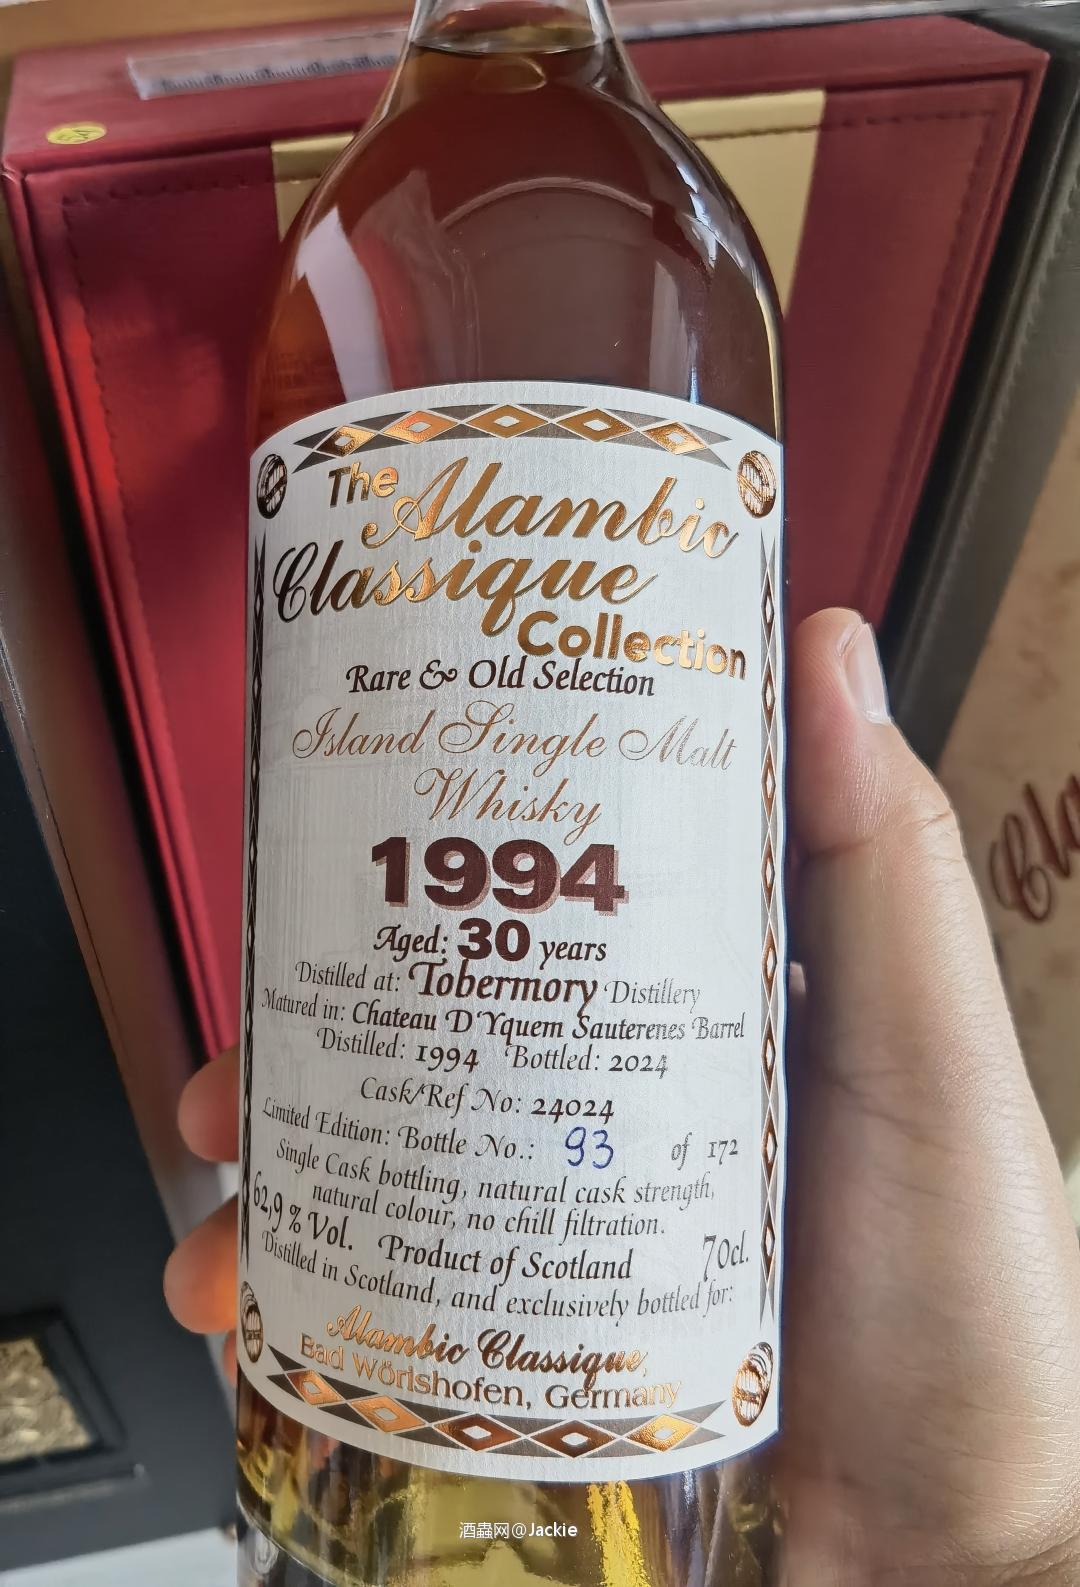 The Alambic
Classique
Collection
Rare & Old Selection
Island Single Malt
Whisky
1994
Aged: 30 years
Distilled at: Tobermory Distillery
Matured in: Chateau D'Yquem Sauterenes Barrel
Distilled: 1994 Bottled: 2024
Cask/Ref No: 24024
Limited Edition: Bottle No.: 93 of 172
Single Cask bottling, natural cask strength,
natural colour, no chill filtration.
62,9 % Vol. Product of Scotland 70cl.
Distilled in Scotland, and exclusively bottled for:
Alambic Classique,
Bad Wörishofen, Germany
酒蟲网@Jackie